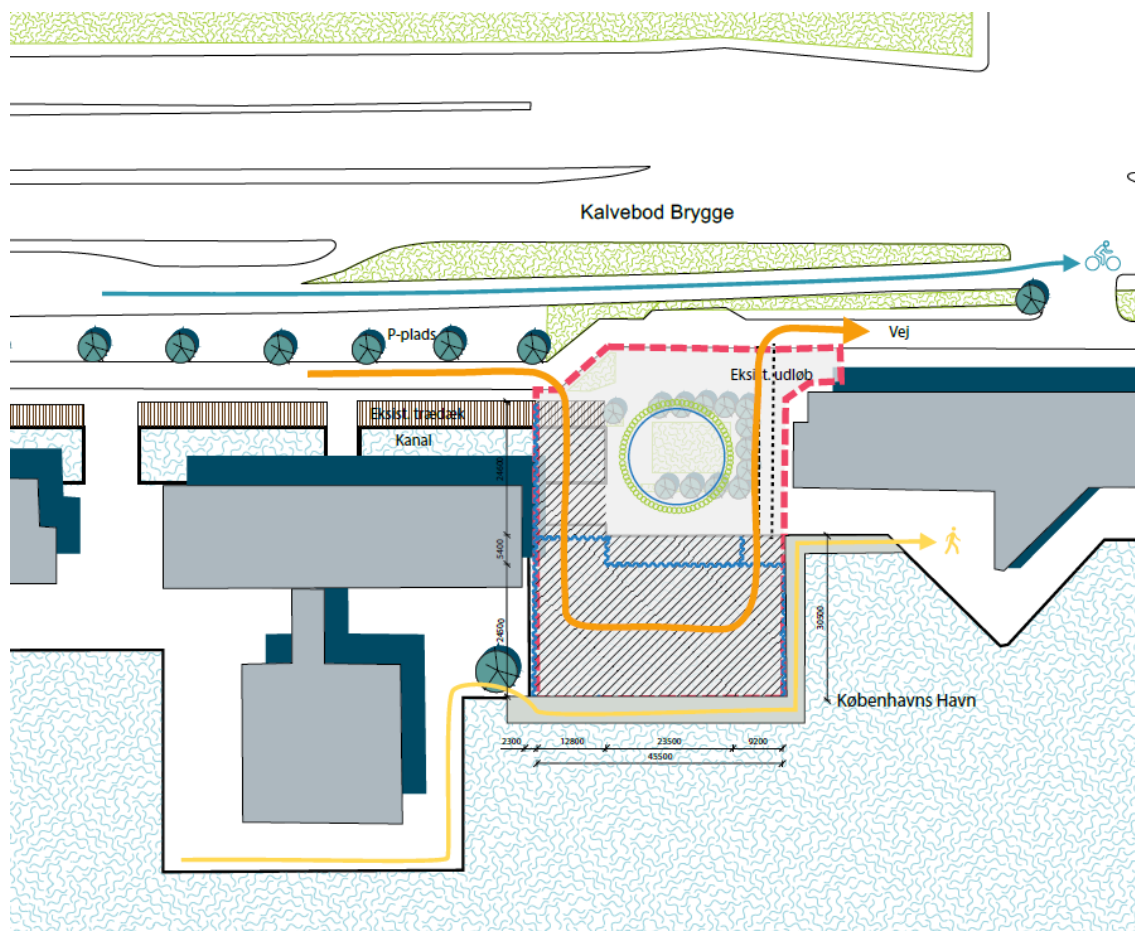 Kalvebod Brygge
P-plads
Vej
Eksist. udløb
Eksist. trædæk
Kanal
24600
5400
30500
Københavns Havn
2300
12800
23500
9200
45500